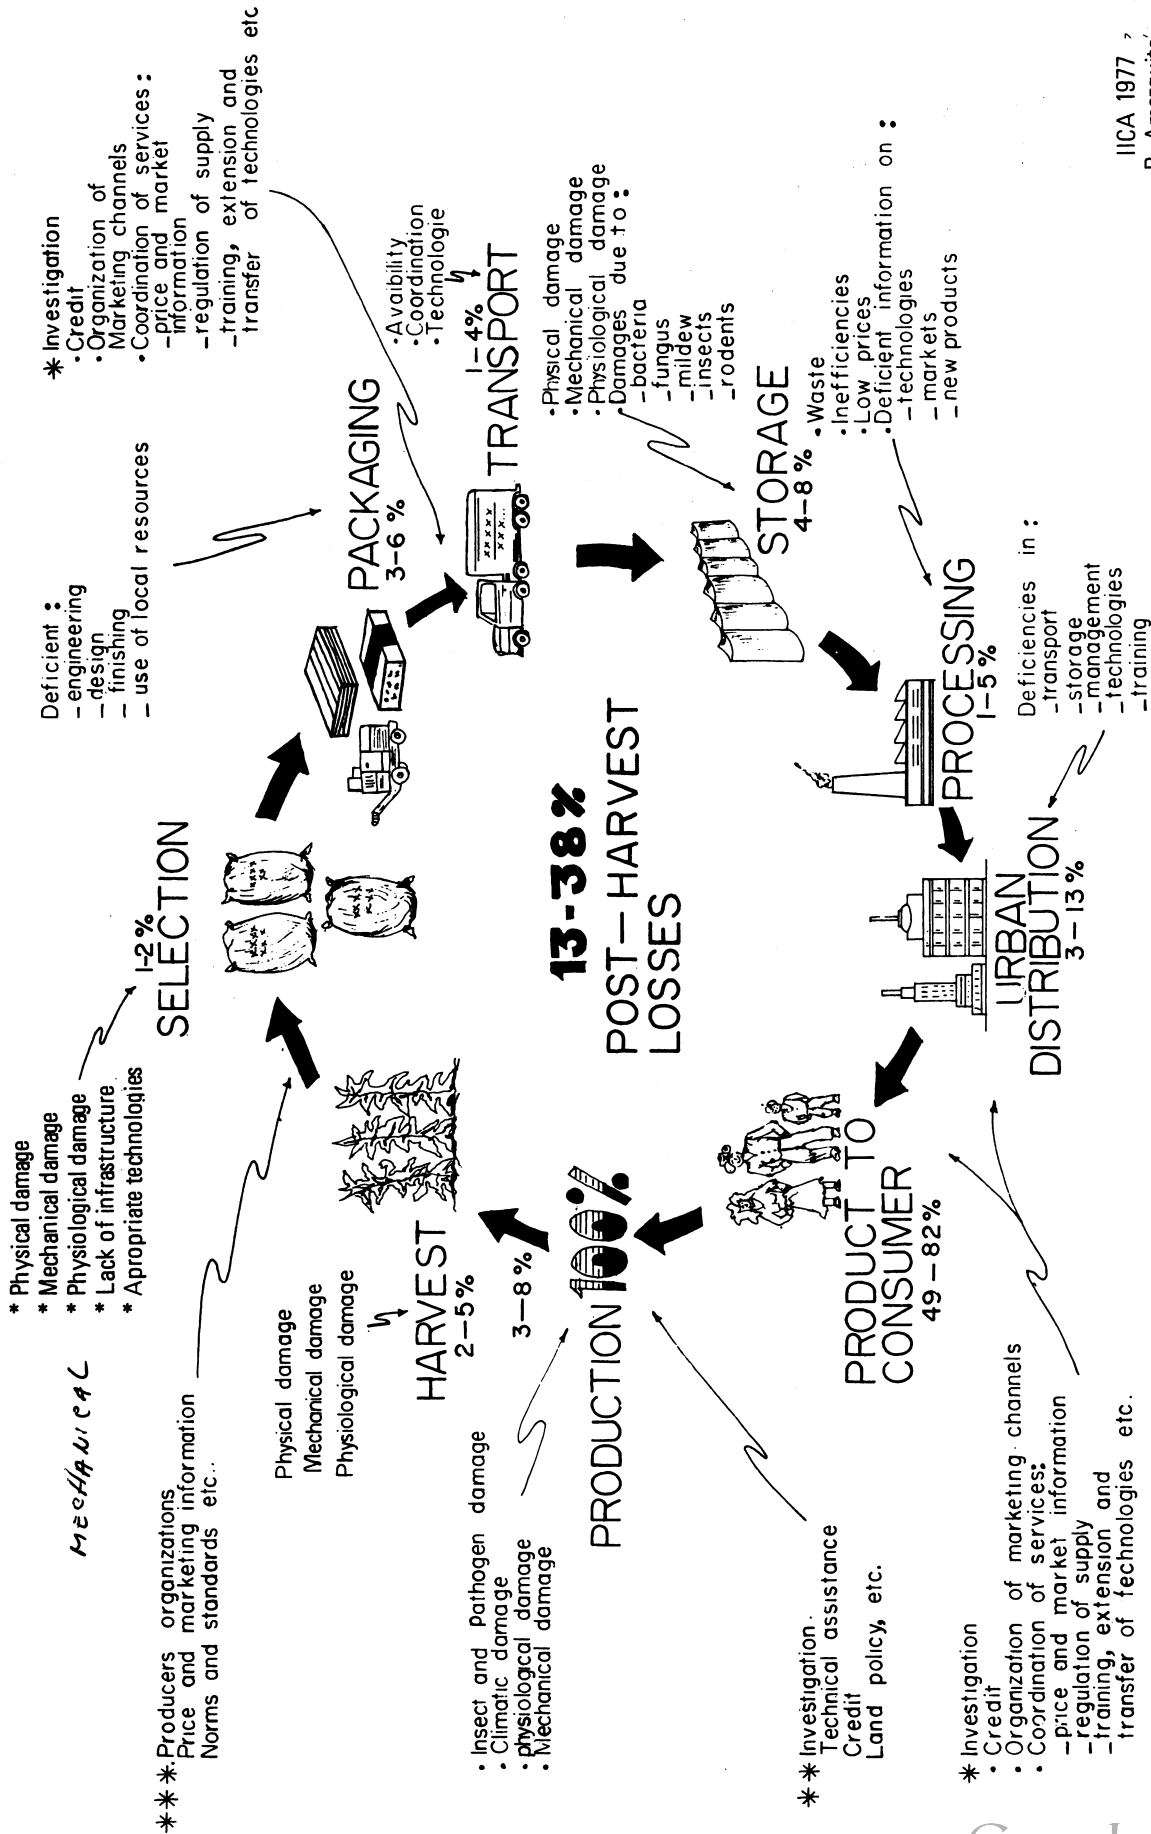 * Physical damage
* Mechanical damage
* Physiological damage
* Lack of infrastructure
* Apropriate technologies
MECHANICAL
1-2%
SELECTION
Deficient :
- engineering
- design
- finishing
- use of local resources
PACKAGING
3-6 %
* Investigation
• Credit
• Organization of
Marketing channels
• Coordination of services :
- price and market
information
- regulation of supply
- training, extension and
transfer of technologies etc
• Avaibility
• Coordination
• Technologie
1-4%
TRANSPORT
• Physical damage
• Mechanical damage
• Physiological damage
Damages due to :
- bacteria
- fungus
- mildew
- insects
- rodents
STORAGE
4-8 %
• Waste
• Inefficiencies
• Low prices
• Deficient information on :
- technologies
- markets
- new products
PROCESSING
1-5%
Deficiencies in :
- transport
- storage
- management
- technologies
- training
URBAN
DISTRIBUTION
3-13%
PRODUCT TO
CONSUMER
49-82%
* Investigation
• Credit
• Organization of marketing channels
• Coordination of services:
- price and market information
- regulation of supply
- training, extension and
transfer of technologies etc.
* * Investigation.
Technical assistance
Credit
Land policy, etc.
PRODUCTION
100%
3-8%
• Insect and Pathogen damage
• Climatic damage
• physiological damage
• Mechanical damage
HARVEST
2-5%
Physical damage
Mechanical damage
Physiological damage
* * * . Producers organizations
Price and marketing information
Norms and standards etc..
13-38%
POST-HARVEST
LOSSES
IICA 1977 ,